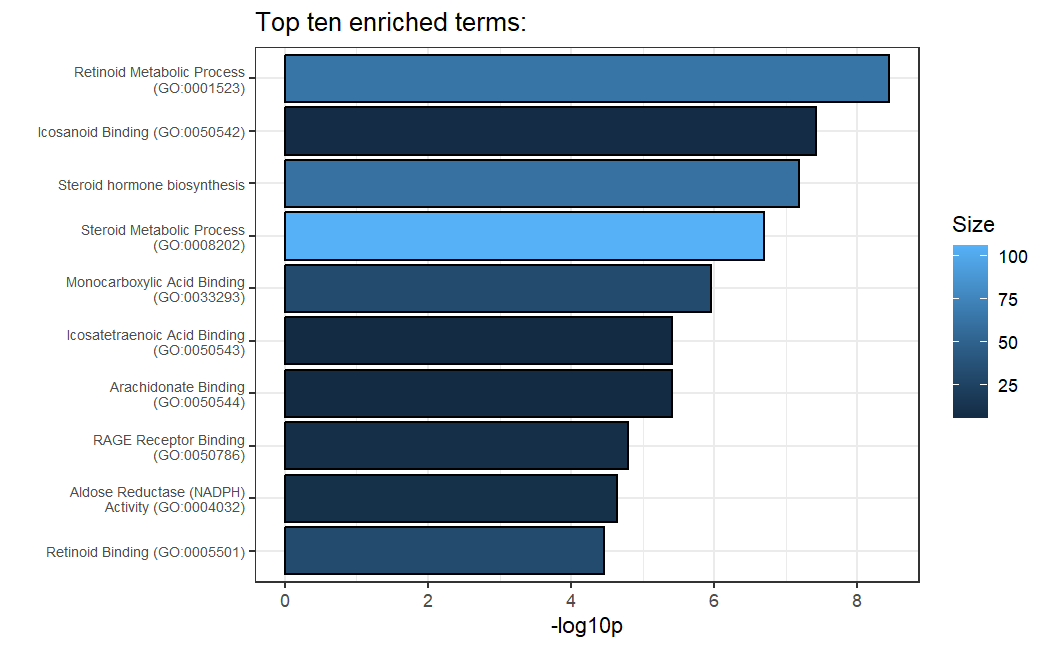 Top ten enriched terms:
Retinoid Metabolic Process
(GO:0001523)
Icosanoid Binding (GO:0050542)
Steroid hormone biosynthesis
Steroid Metabolic Process
(GO:0008202)
Monocarboxylic Acid Binding
(GO:0033293)
Icosatetraenoic Acid Binding
(GO:0050543)
Arachidonate Binding
(GO:0050544)
RAGE Receptor Binding
(GO:0050786)
Aldose Reductase (NADPH)
Activity (GO:0004032)
Retinoid Binding (GO:0005501)
0 2 4 6 8
-log10p
Size
100
75
50
25